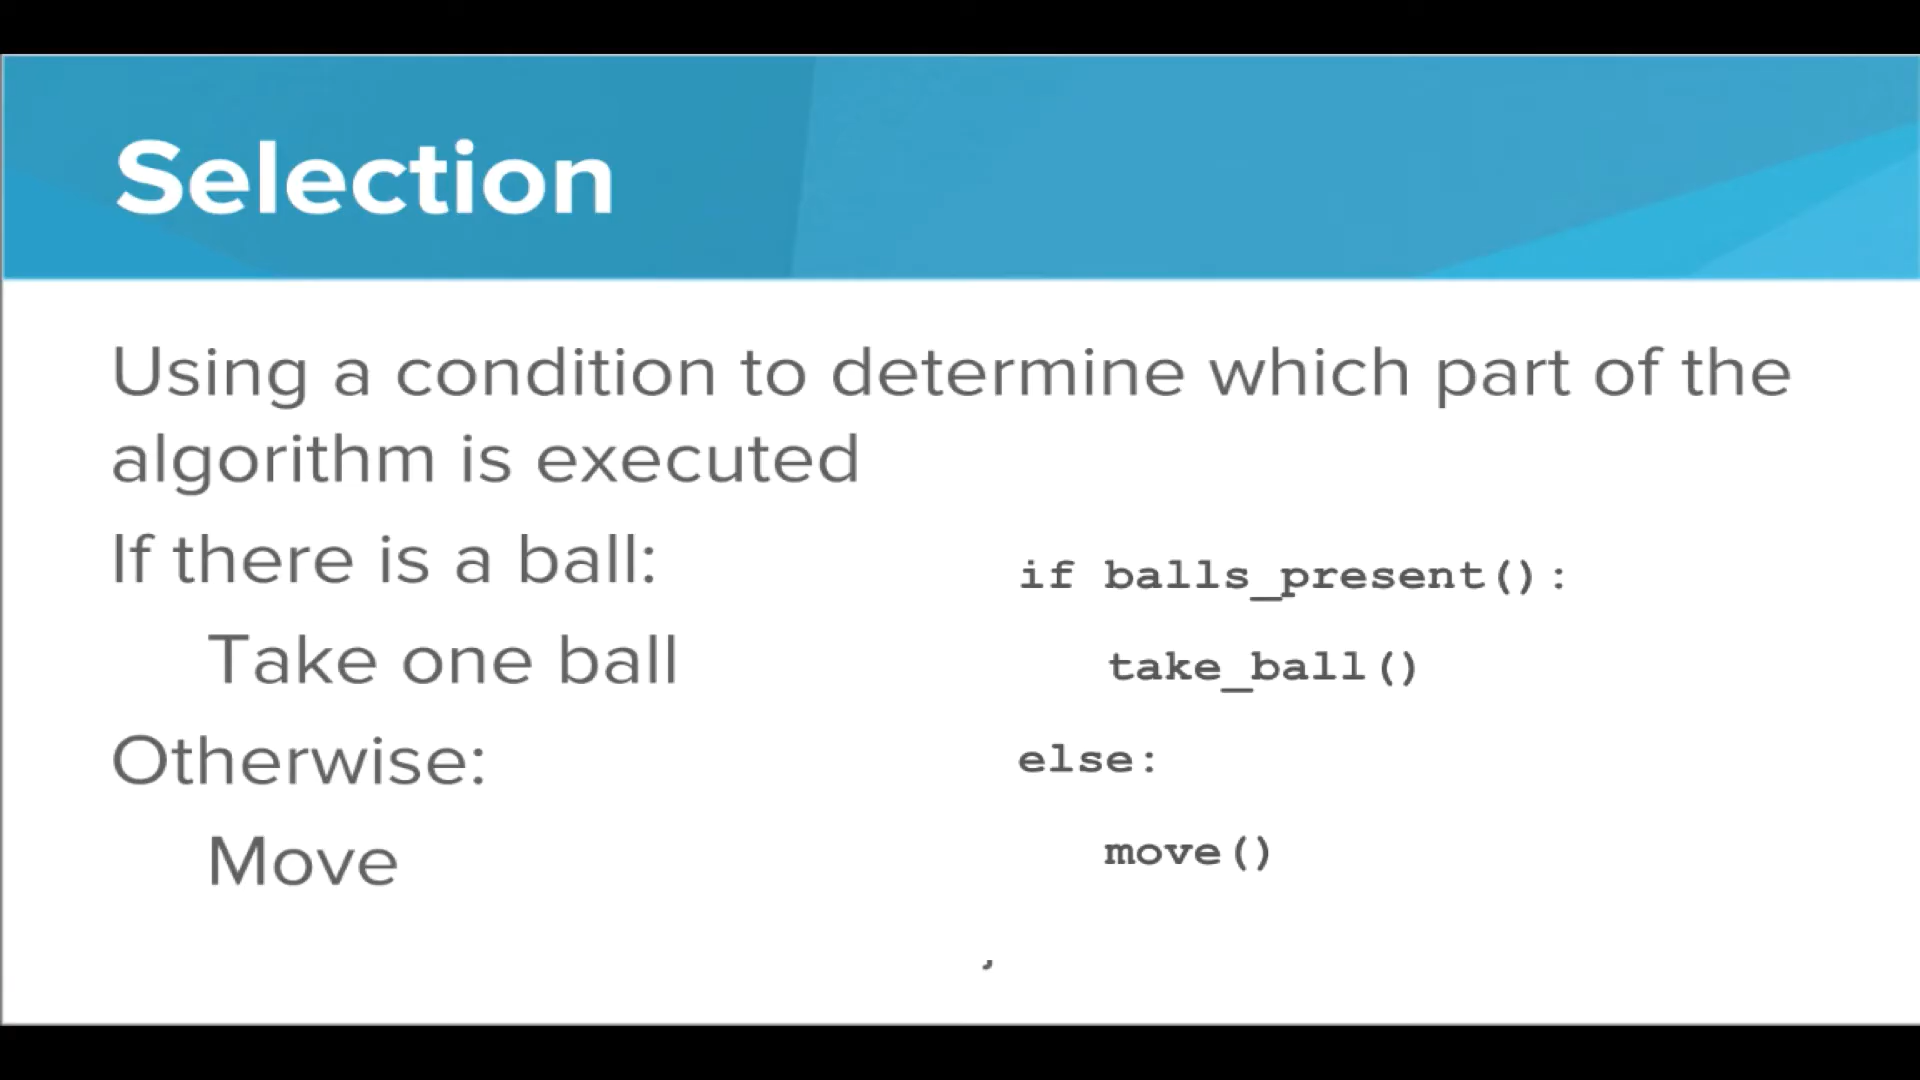 Selection
Using a condition to determine which part of the
algorithm is executed
If there is a ball:
Take one ball
Otherwise:
Move
if balls_present():
take_ball()
else:
move()